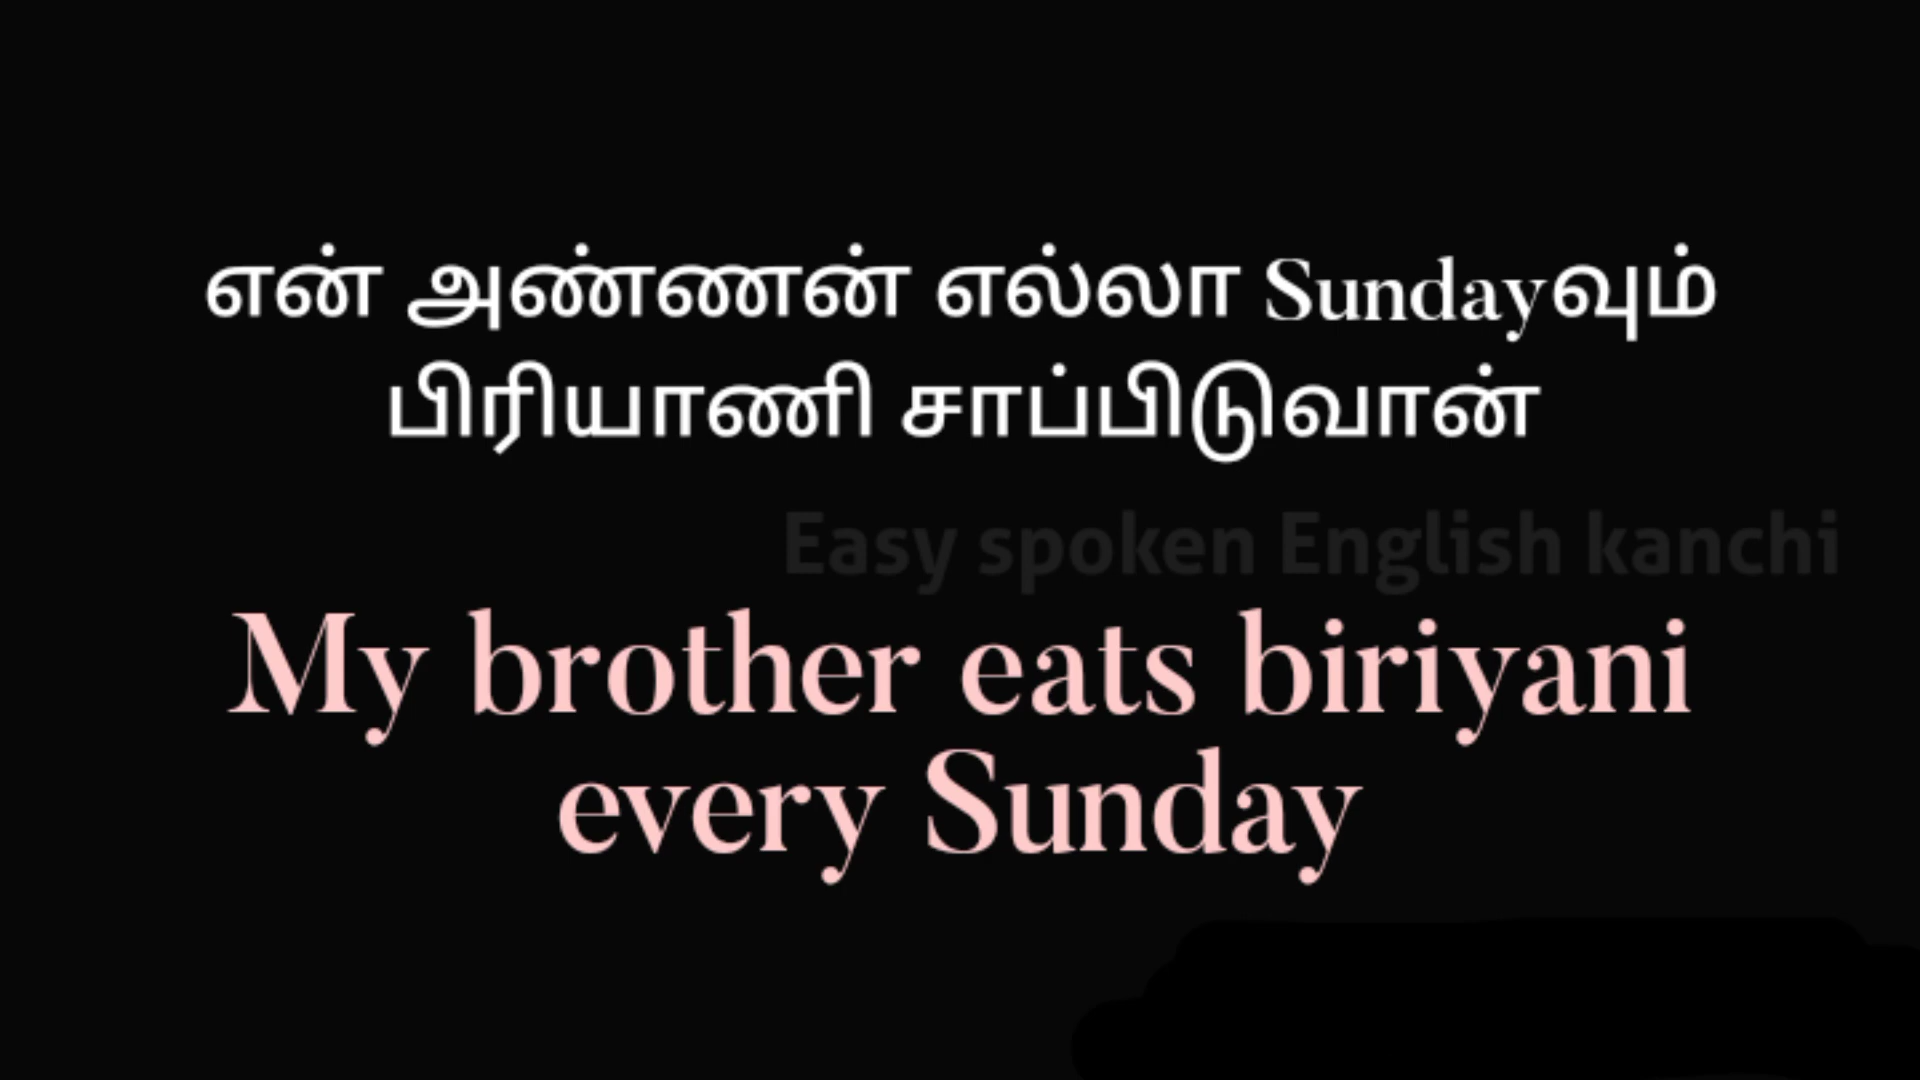 என் அண்ணன் எல்லா Sundayவும்
பிரியாணி சாப்பிடுவான்
Easy spoken English kanchi
My brother eats biriyani
every Sunday